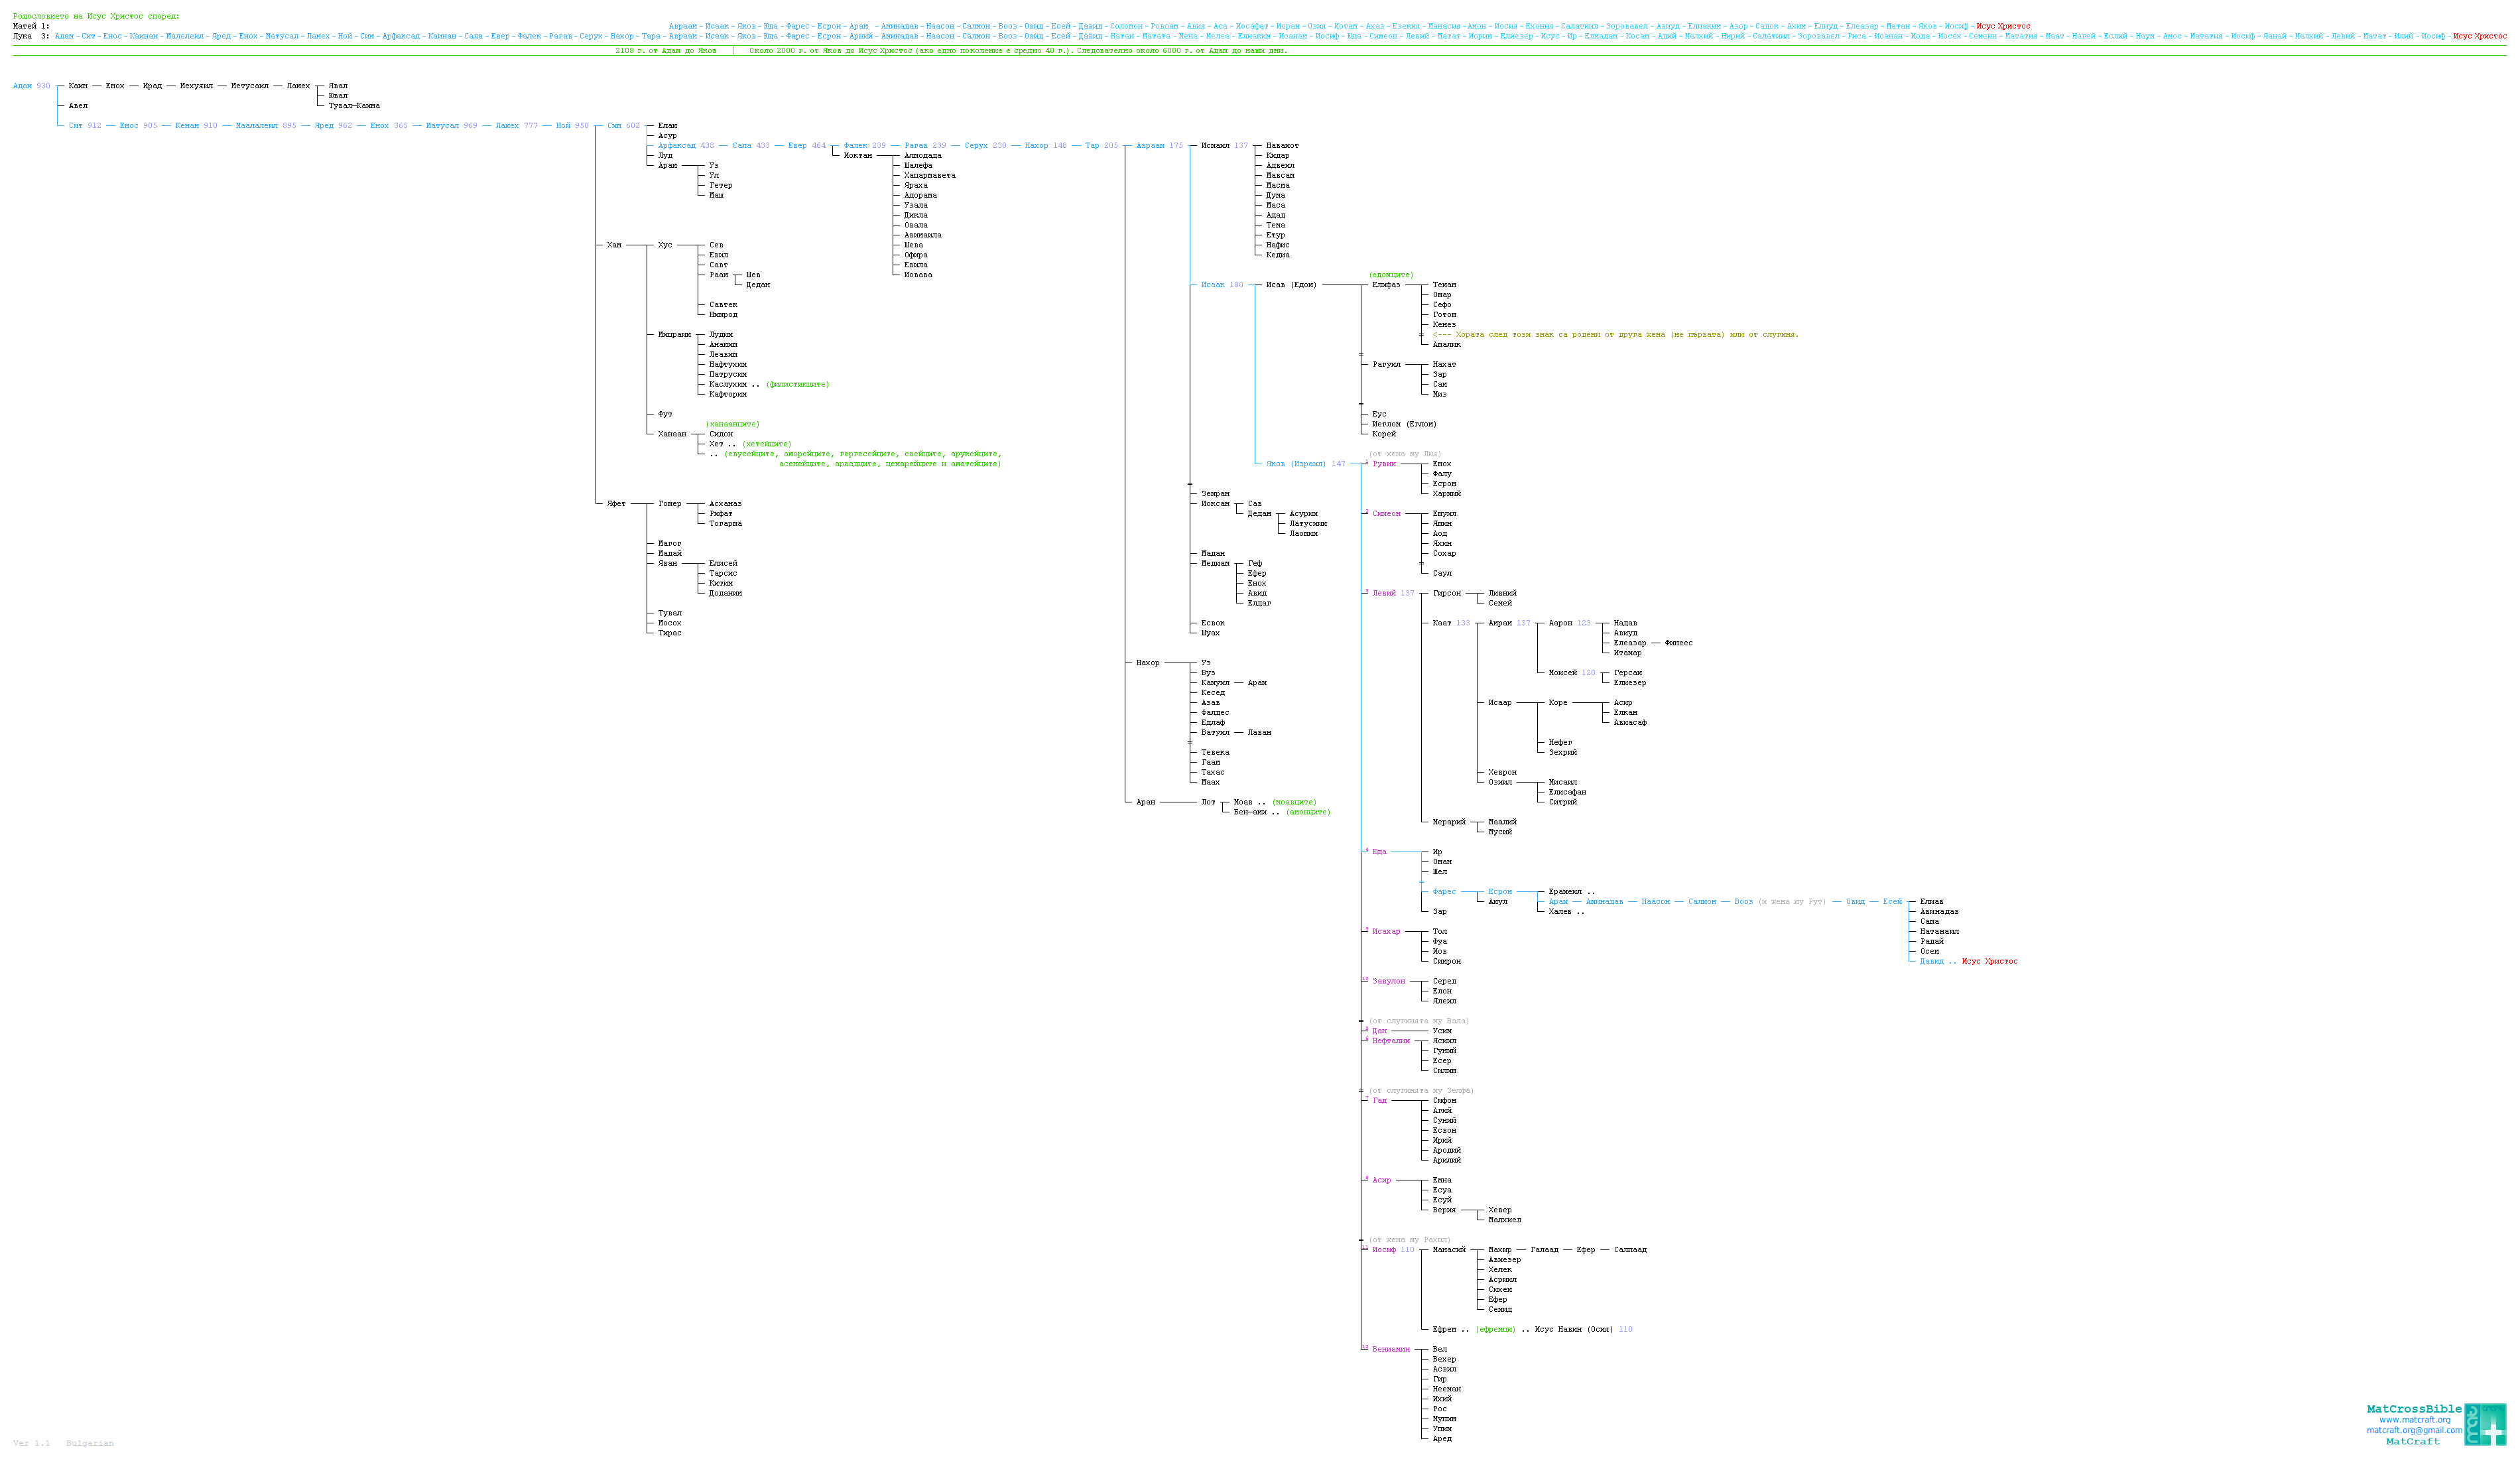 Родословието на Исус Христос според:
Матей 1: Авраам - Исаак - Яков - Юда - Фарес - Есрон - Арам - Аминадав - Наасон - Салмон - Вооз - Овид - Есей - Давид - Соломон - Ровоам - Авия - Аса - Иосафат - Иорам - Озия - Иотам - Ахаз - Езекия - Манасия - Амон - Иосия - Ехония - Салатиил - Зоровавел - Авиуд - Елиаким - Азор - Садок - Ахим - Елиуд - Елеазар - Матан - Яков - Иосиф - Исус Христос
Лука 3: Адам - Сит - Енос - Каинан - Малелеил - Яред - Енох - Матусал - Ламех - Ной - Сим - Арфаксад - Каинан - Сала - Евер - Фалек - Рагав - Серух - Нахор - Тара - Авраам - Исаак - Яков - Юда - Фарес - Есрон - Арний - Аминадав - Наасон - Салмон - Вооз - Овид - Есей - Давид - Натан - Матата - Мена - Мелеа - Елиаким - Ионам - Иосиф - Юда - Симеон - Левий - Матат - Иорим - Елиезер - Исус - Ир - Елмадам - Косам - Адий - Мелхий - Нирий - Салатиил - Зоровавел - Риса - Иоанан - Иода - Иосех - Семеин - Мататия - Маат - Нагей - Еслий - Наум - Амос - Мататия - Иосиф - Яанай - Мелхий - Левий - Матат - Илий - Иосиф - Исус Христос
2108 г. от Адам до Яков | Около 2000 г. от Яков до Исус Христос (ако едно поколение е средно 40 г.). Следователно около 6000 г. от Адам до наши дни.
Адам 930 Каин Енох Ирад Мехуяил Метусаил Ламех Явал
Ювал
Авел Тувал-Каина
Сит 912 Енос 905 Кенан 910 Маалалеил 895 Яред 962 Енох 365 Матусал 969 Ламех 777 Ной 950 Сим 602 Елам
Асур
Арфаксад 438 Сала 433 Евер 464 Фалек 239 Рагав 239 Серух 230 Нахор 148 Тар 205 Авраам 175 Исмаил 137 Наваиот
Луд Иоктан Алмодада Кидар
Арам Уз Шалефа Адвеил
Ул Хацармавета Мавсам
Гетер Яраха Масма
Маш Адорама Дума
Узала Маса
Дикла Адад
Овала Тема
Авимаила Етур
Хам Хус Сев Шева Нафис
Евил Офира Кедма
Савт Евила
Раам Шев Иовава (едомците)
Дедан Исаак 180 Исав (Едом) Елифаз Теман
Омар
Савтек Сефо
Нимрод Готом
Кенез
Мицраим Лудим <--- Хората след този знак са родени от друга жена (не първата) или от слугиня.
Анамим Амалик
Леавим
Нафтухим Рагуил Нахат
Патрусим Зар
Каслухим .. (филистимците) Сам
Кафторим Миз
Фут Еус
(ханаанците) Иеглом (Еглом)
Ханаан Сидон Корей
Хет .. (хетейците)
.. (евусейците, аморейците, гергесейците, евейците, арукейците, (от жена му Лия)
асенейците, арвадците, цемарейците и аматейците) Яков (Израил) 147 1 Рувим Енох
Фалу
Есрон
Земран Хармий
Яфет Гомер Асханаз Иоксан Сав
Рифат Дедан Асурим 2 Симеон Емуил
Тогарма Латусиим Ямин
Лаомим Аод
Магог Яхин
Мадай Мадан Сохар
Яван Елисей Медиам Геф
Тарсис Ефер Саул
Китим Енох
Доданим Авид 3 Левий 137 Гирсон Ливний
Елдаг Семей
Тувал
Мосох Есвок Каат 133 Амрам 137 Аарон 123 Надав
Тирас Шуах Авиуд
Елеазар Финеес
Итамар
Нахор Уз
Вуз Моисей 120 Герсам
Камуил Арам Елиезер
Кесед
Азав Исаар Коре Асир
Фалдес Елкан
Едлаф Авиасаф
Ватуил Лаван
Нефег
Тевека Зехрий
Гаам
Тахас Хеврон
Маах Озиил Мисаил
Елисафан
Аран Лот Моав .. (моавците) Ситрий
Бен-ами .. (амонците)
Мерарий Маалий
Мусий
4 Юда Ир
Онан
Шел
Фарес Есрон Ерамеил ..
Амул Арам Аминадав Наасон Салмон Вооз (и жена му Рут) Овид Есей Елиав
Зар Халев .. Авинадав
Сама
9 Исахар Тол Натанаил
Фуа Радай
Иов Осем
Симрон Давид .. Исус Христос
10 Завулон Серед
Елон
Ялеил
(от слугинята му Вала)
5 Дан Усим
6 Нефталим Ясиил
Гуний
Есер
Силим
(от слугинята му Зелфа)
7 Гад Сифон
Агий
Суний
Есвон
Ирий
Ародий
Арилий
8 Асир Емна
Есуа
Есуй
Верия Хевер
Малхиел
(от жена му Рахил)
11 Иосиф 110 Манасий Махир Галаад Ефер Салпаад
Авиезер
Хелек
Асриил
Сихем
Ефер
Семид
Ефрем .. (ефремци) .. Исус Навин (Осия) 110
12 Вениамин Вел
Вехер
Асвил
Гир
Нееман
Ихий
Рос
Мупим
Упим
Аред
MatCrossBible
www.matcraft.org
matcraft.org@gmail.com
MatCraft
Ver 1.1 Bulgarian